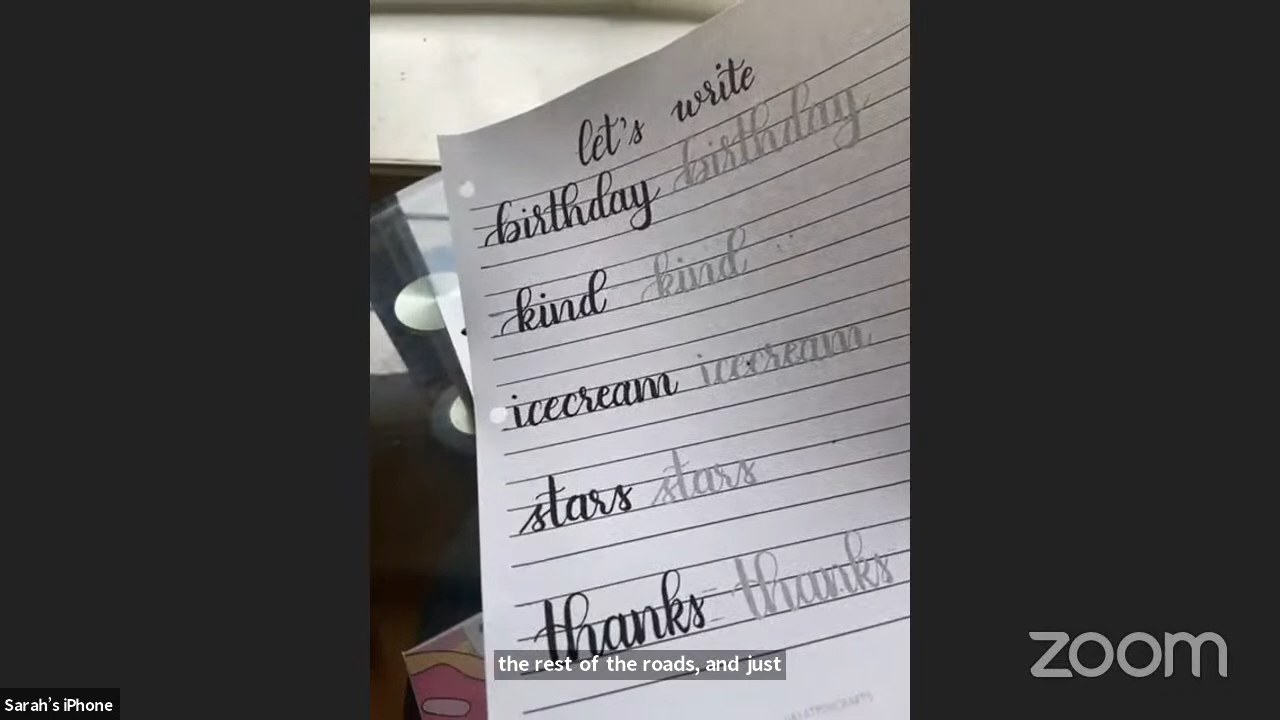 let's write
birthday birthday
kind kind
icecream icecream
stars stars
thanks thanks
the rest of the roads, and just
zoom
Sarah's iPhone